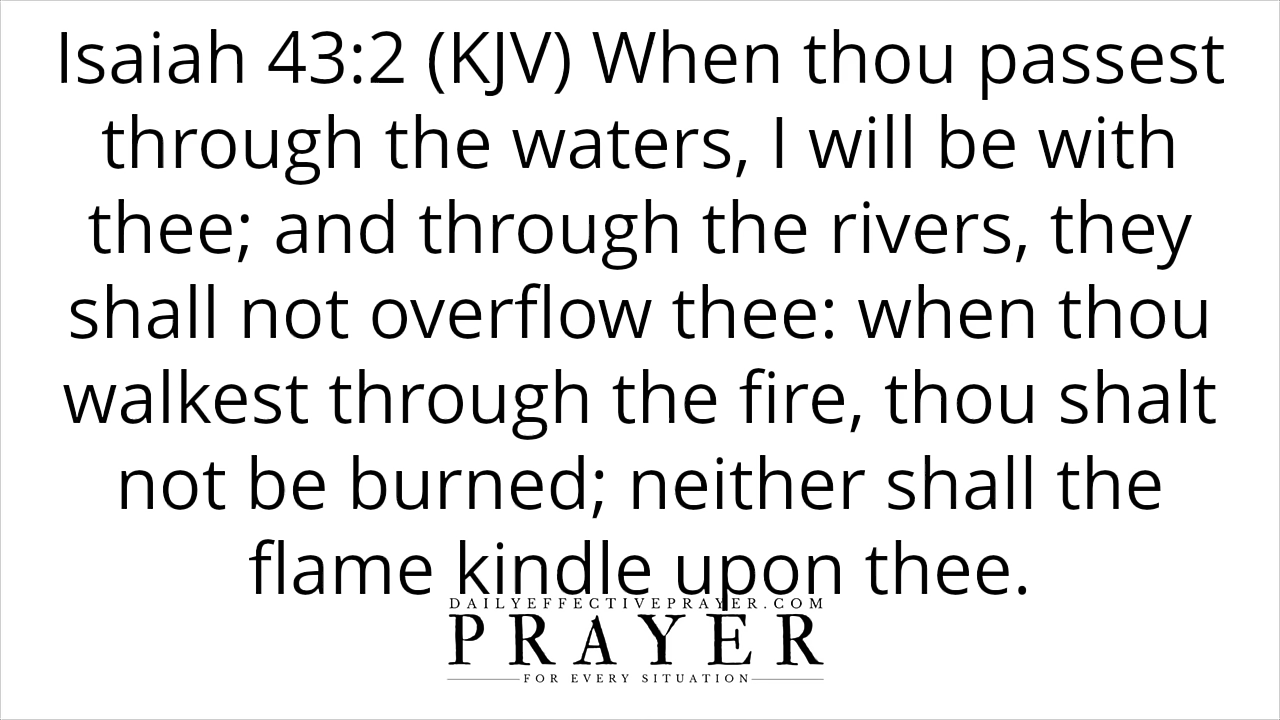 Isaiah 43:2 (KJV) When thou passest
through the waters, I will be with
thee; and through the rivers, they
shall not overflow thee: when thou
walkest through the fire, thou shalt
not be burned; neither shall the
flame kindle upon thee.
DAILYEFFECTIVEPRAYER.COM
PRAYER
FOR EVERY SITUATION